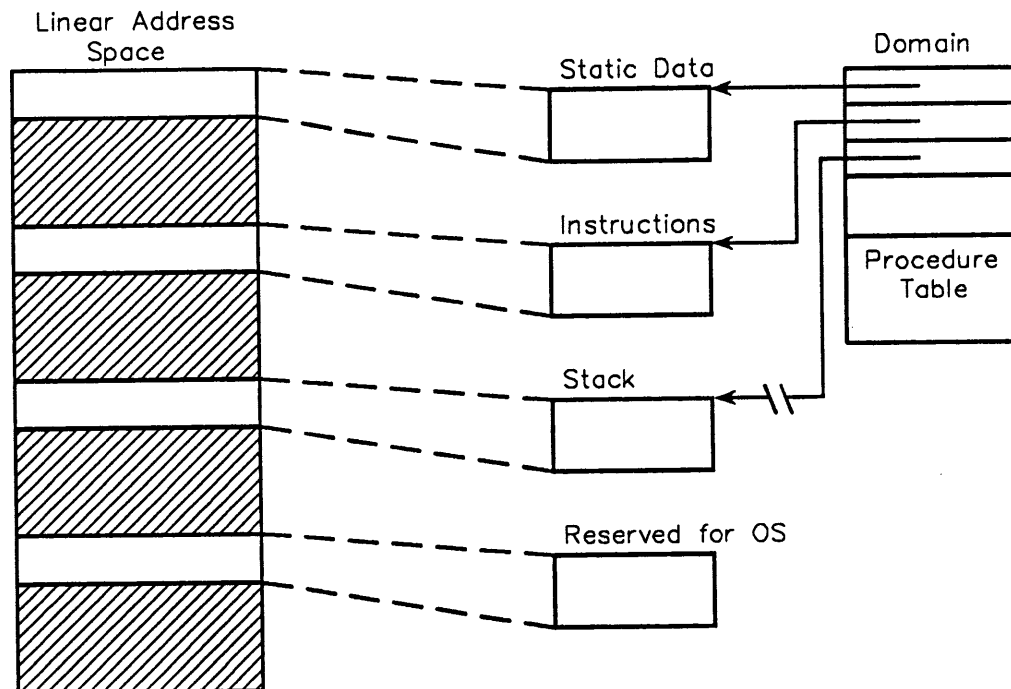 Linear Address
Space
Static Data
Domain
Instructions
Procedure
Table
Stack
Reserved for OS